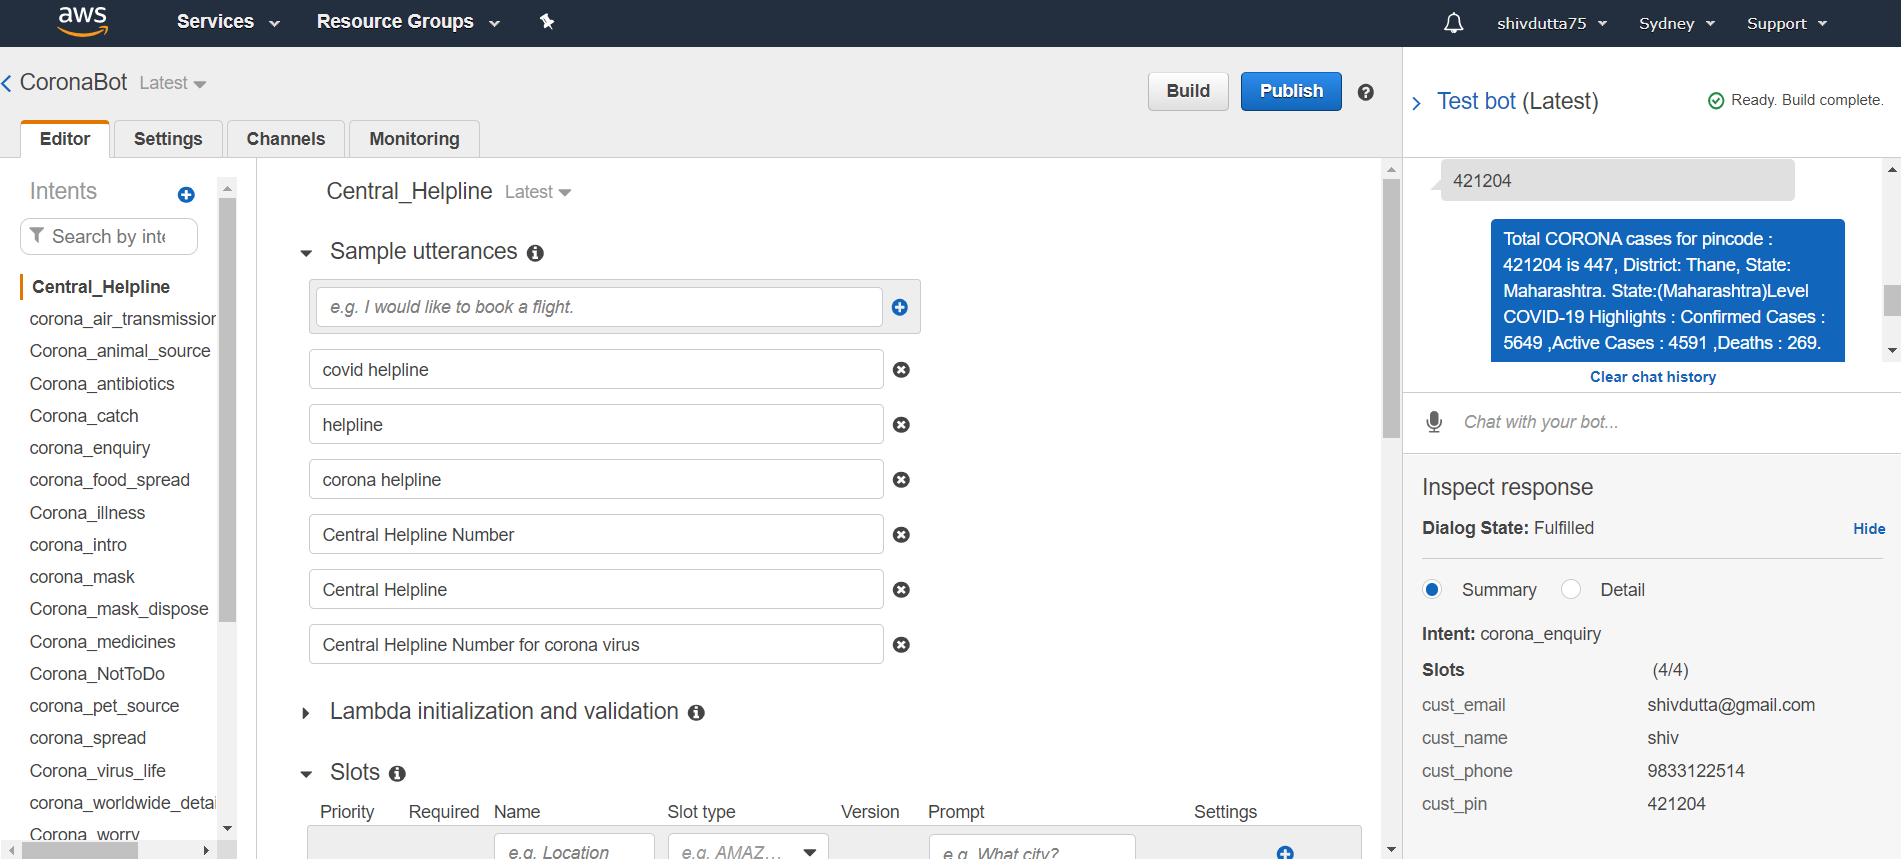 aws
Services
Resource Groups
shivdutta75
Sydney
Support
CoronaBot Latest
Build
Publish
?
Editor
Settings
Channels
Monitoring
Intents
Search by inte
Central_Helpline
corona_air_transmission
Corona_animal_source
Corona_antibiotics
Corona_catch
corona_enquiry
corona_food_spread
Corona_illness
corona_intro
corona_mask
Corona_mask_dispose
Corona_medicines
Corona_NotToDo
corona_pet_source
corona_spread
Corona_virus_life
corona_worldwide_detai
Corona_worry
Central_Helpline Latest
Sample utterances
e.g. I would like to book a flight.
covid helpline
helpline
corona helpline
Central Helpline Number
Central Helpline
Central Helpline Number for corona virus
Lambda initialization and validation
Slots
Priority Required Name Slot type Version Prompt Settings
e.g. Location e.g. AMAZ... e.g. What city?
Test bot (Latest)
Ready. Build complete.
421204
Total CORONA cases for pincode :
421204 is 447, District: Thane, State:
Maharashtra. State:(Maharashtra)Level
COVID-19 Highlights : Confirmed Cases :
5649 ,Active Cases : 4591 ,Deaths : 269.
Clear chat history
Chat with your bot...
Inspect response
Dialog State: Fulfilled
Hide
Summary Detail
Intent: corona_enquiry
Slots (4/4)
cust_email shivdutta@gmail.com
cust_name shiv
cust_phone 9833122514
cust_pin 421204